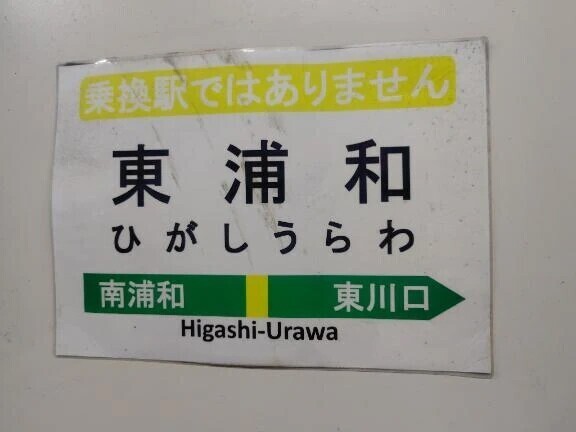 乗換駅ではありません
東浦和
ひがしうらわ
南浦和 東川口
Higashi-Urawa